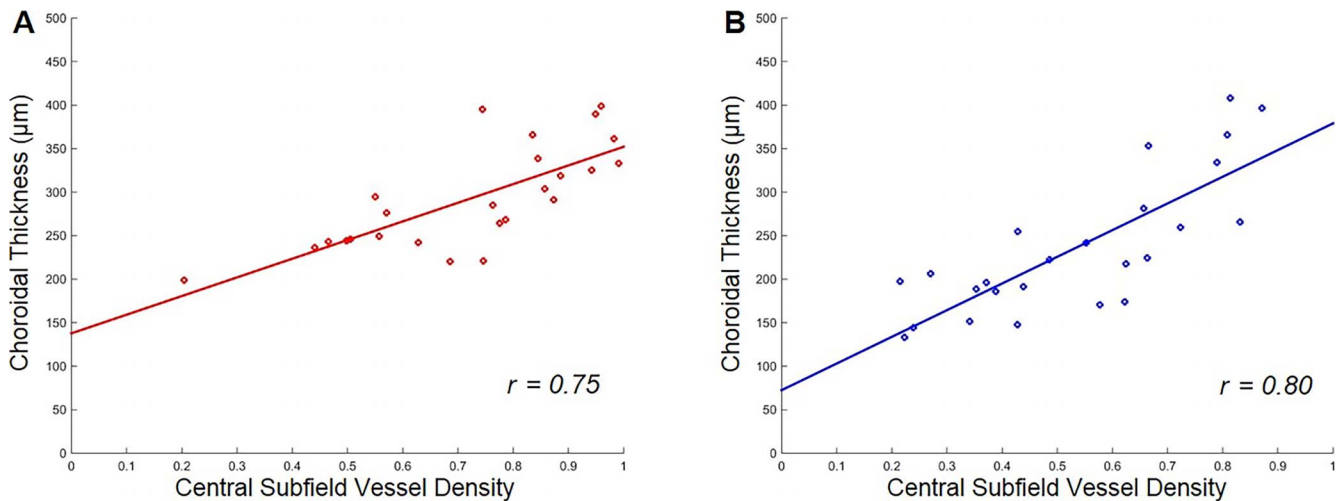 A
Choroidal Thickness (μm)
500
450
400
350
300
250
200
150
100
50
0
0 0.1 0.2 0.3 0.4 0.5 0.6 0.7 0.8 0.9 1
Central Subfield Vessel Density
r = 0.75
B
Choroidal Thickness (μm)
500
450
400
350
300
250
200
150
100
50
0
0 0.1 0.2 0.3 0.4 0.5 0.6 0.7 0.8 0.9 1
Central Subfield Vessel Density
r = 0.80